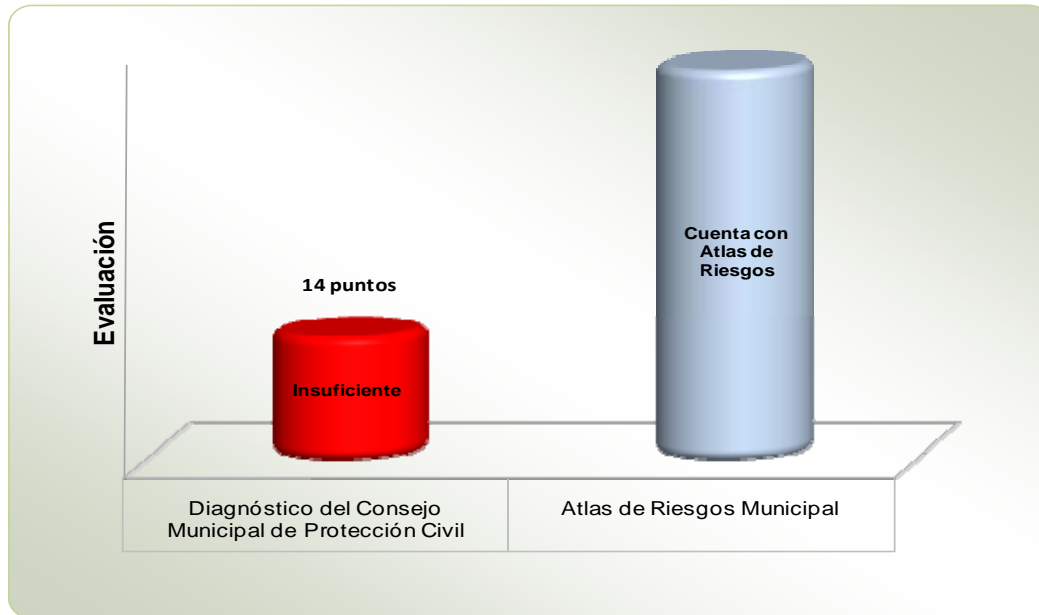 Evaluación
14 puntos
Insuficiente
Cuenta con
Atlas de
Riesgos
Diagnóstico del Consejo
Municipal de Protección Civil
Atlas de Riesgos Municipal